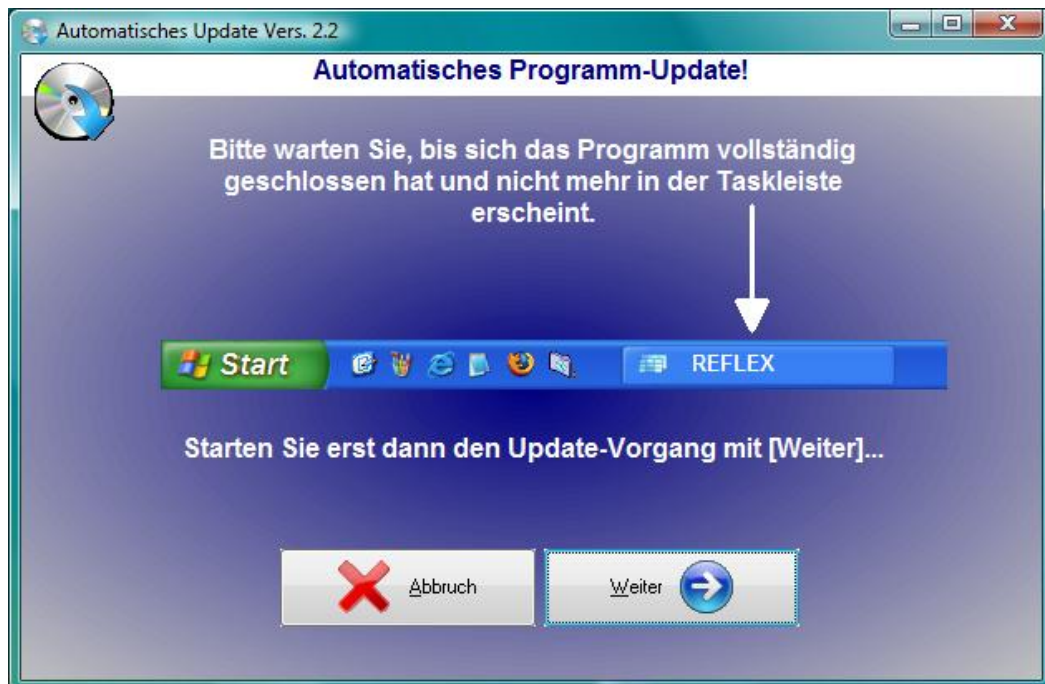 Automatisches Update Vers. 2.2
Automatisches Programm-Update!
Bitte warten Sie, bis sich das Programm vollständig
geschlossen hat und nicht mehr in der Taskleiste
erscheint.
Start
REFLEX
Starten Sie erst dann den Update-Vorgang mit [Weiter]...
Abbruch
Weiter